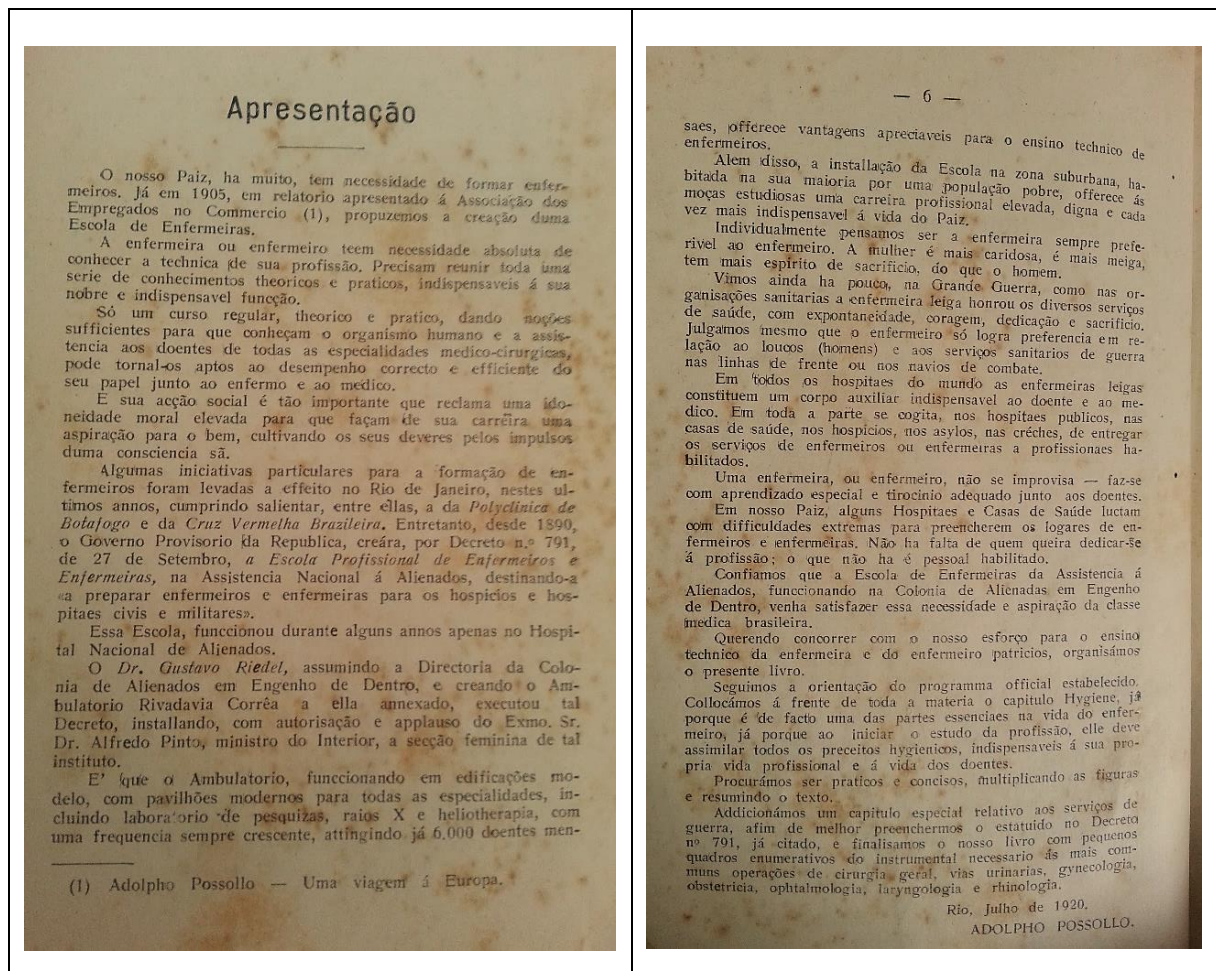 Apresentação
O nosso Paiz, ha muito, tem necessidade de formar enfer-
meiros. Já em 1905, em relatorio apresentado á Associação dos
Empregados no Commercio (1), propuzemos a creação duma
Escola de Enfermeiras.
A enfermeira ou enfermeiro teem necessidade absoluta de
conhecer a technica de sua profissão. Precisam reunir toda uma
serie de conhecimentos theoricos e praticos, indispensaveis á sua
nobre e indispensavel funcção.
Só um curso regular, theorico e pratico, dando noções
sufficientes para que conheçam o organismo humano e a assis-
tencia aos doentes de todas as especialidades medico-cirurgicas,
pode tornal-os aptos ao desempenho correcto e efficiente do
seu papel junto ao enfermo e ao medico.
E sua acção social é tão importante que reclama uma ido-
neidade moral elevada para que façam de sua carreira uma
aspiração para o bem, cultivando os seus deveres pelos impulsos
duma consciencia sã.
Algumas iniciativas particulares para a formação de en-
fermeiros foram levadas a effeito no Rio de Janeiro, nestes ul-
timos annos, cumprindo salientar, entre ellas, a da Polyclinica de
Botafogo e da Cruz Vermelha Brazileira. Entretanto, desde 1890,
o Governo Provisorio da Republica, creára, por Decreto n.º 791,
de 27 de Setembro, a Escola Profissional de Enfermeiros e
Enfermeiras, na Assistencia Nacional á Alienados, destinando-a
«a preparar enfermeiros e enfermeiras para os hospicios e hos-
pitaes civis e militares».
Essa Escola, funccionou durante alguns annos apenas no Hospi-
tal Nacional de Alienados.
O Dr. Gustavo Riedel, assumindo a Directoria da Colo-
nia de Alienados em Engenho de Dentro, e creando o Am-
bulatorio Rivadavia Corrêa a ella annexado, executou tal
Decreto, installando, com autorisação e applauso do Exmo. Sr.
Dr. Alfredo Pinto, ministro do Interior, a secção feminina de tal
instituto.
E' que o Ambulatorio, funccionando em edificações mo-
delo, com pavilhões modernos para todas as especialidades, in-
cluindo laboratorio de pesquizas, raios X e heliotherapia, com
uma frequencia sempre crescente, attingindo já 6.000 doentes men-
(1) Adolpho Possollo — Uma viagem á Europa.
— 6 —
saes, offerece vantagens apreciaveis para o ensino technico de
enfermeiros.
Alem disso, a installação da Escola na zona suburbana, ha-
bitada na sua maioria por uma população pobre, offerece ás
moças estudiosas uma carreira profissional elevada, digna e cada
vez mais indispensavel á vida do Paiz.
Individualmente pensamos ser a enfermeira sempre prefe-
rivel ao enfermeiro. A mulher é mais caridosa, é mais meiga,
tem mais espirito de sacrificio, do que o homem.
Vimos ainda ha pouco, na Grande Guerra, como nas or-
ganisações sanitarias a enfermeira leiga honrou os diversos serviços
de saúde, com expontaneidade, coragem, dedicação e sacrificio.
Julgamos mesmo que o enfermeiro só logra preferencia em re-
lação ao loucos (homens) e aos serviços sanitarios de guerra
nas linhas de frente ou nos navios de combate.
Em todos os hospitaes do mundo as enfermeiras leigas
constituem um corpo auxiliar indispensavel ao doente e ao me-
dico. Em toda a parte se cogita, nos hospitaes publicos, nas
casas de saúde, nos hospicios, nos asylos, nas créches, de entregar
os serviços de enfermeiros ou enfermeiras a profissionaes ha-
bilitados.
Uma enfermeira, ou enfermeiro, não se improvisa — faz-se
com aprendizado especial e tirocinio adequado junto aos doentes.
Em nosso Paiz, alguns Hospitaes e Casas de Saúde luctam
com difficuldades extremas para preencherem os logares de en-
fermeiros e enfermeiras. Não ha falta de quem queira dedicar-se
á profissão; o que não ha é pessoal habilitado.
Confiamos que a Escola de Enfermeiras da Assistencia á
Alienados, funccionando na Colonia de Alienadas em Engenho
de Dentro, venha satisfazer essa necessidade e aspiração da classe
medica brasileira.
Querendo concorrer com o nosso esforço para o ensino
technico da enfermeira e do enfermeiro patricios, organisámos
o presente livro.
Seguimos a orientação do programma official estabelecido.
Collocámos á frente de toda a materia o capitulo Hygiene, já
porque é de facto uma das partes essenciaes na vida do enfer-
meiro, já porque ao iniciar o estudo da profissão, elle deve
assimilar todos os preceitos hygienicos, indispensaveis á sua pro-
pria vida profissional e á vida dos doentes.
Procurámos ser praticos e concisos, multiplicando as figuras
e resumindo o texto.
Addicionámos um capitulo especial relativo aos serviços de
guerra, afim de melhor preenchermos o estatuido no Decreto
nº 791, já citado, e finalisamos o nosso livro com pequenos
quadros enumerativos do instrumental necessario ás mais com-
muns operações de cirurgia geral, vias urinarias, gynecologia,
obstetricia, ophtalmologia, laryngologia e rhinologia.
Rio, Julho de 1920.
ADOLPHO POSSOLLO.